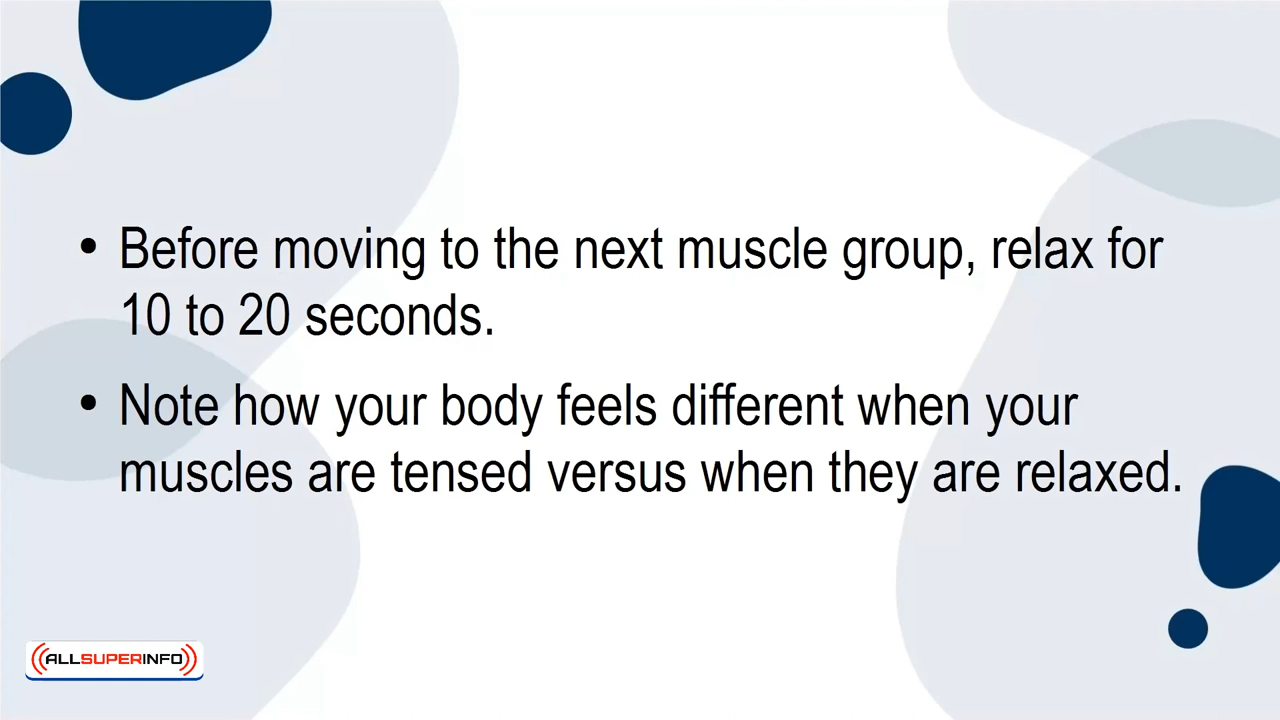 • Before moving to the next muscle group, relax for
10 to 20 seconds.
• Note how your body feels different when your
muscles are tensed versus when they are relaxed.
ALLSUPERINFO